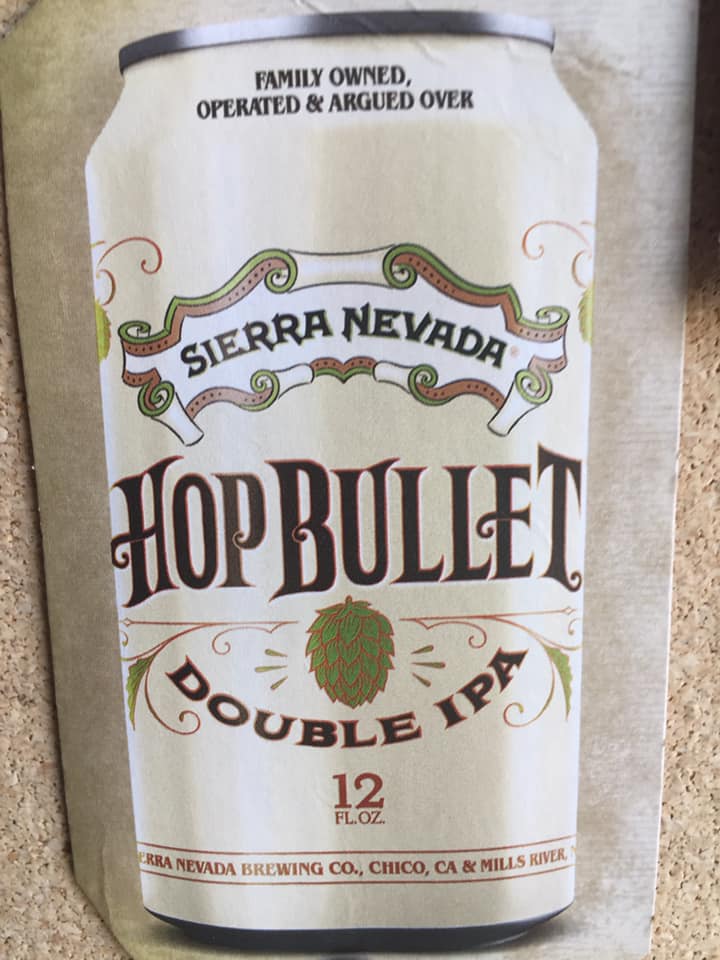 FAMILY OWNED,
OPERATED & ARGUED OVER
SIERRA NEVADA®
HOP BULLET
DOUBLE IPA
12
FL. OZ.
ERRA NEVADA BREWING CO., CHICO, CA & MILLS RIVER,